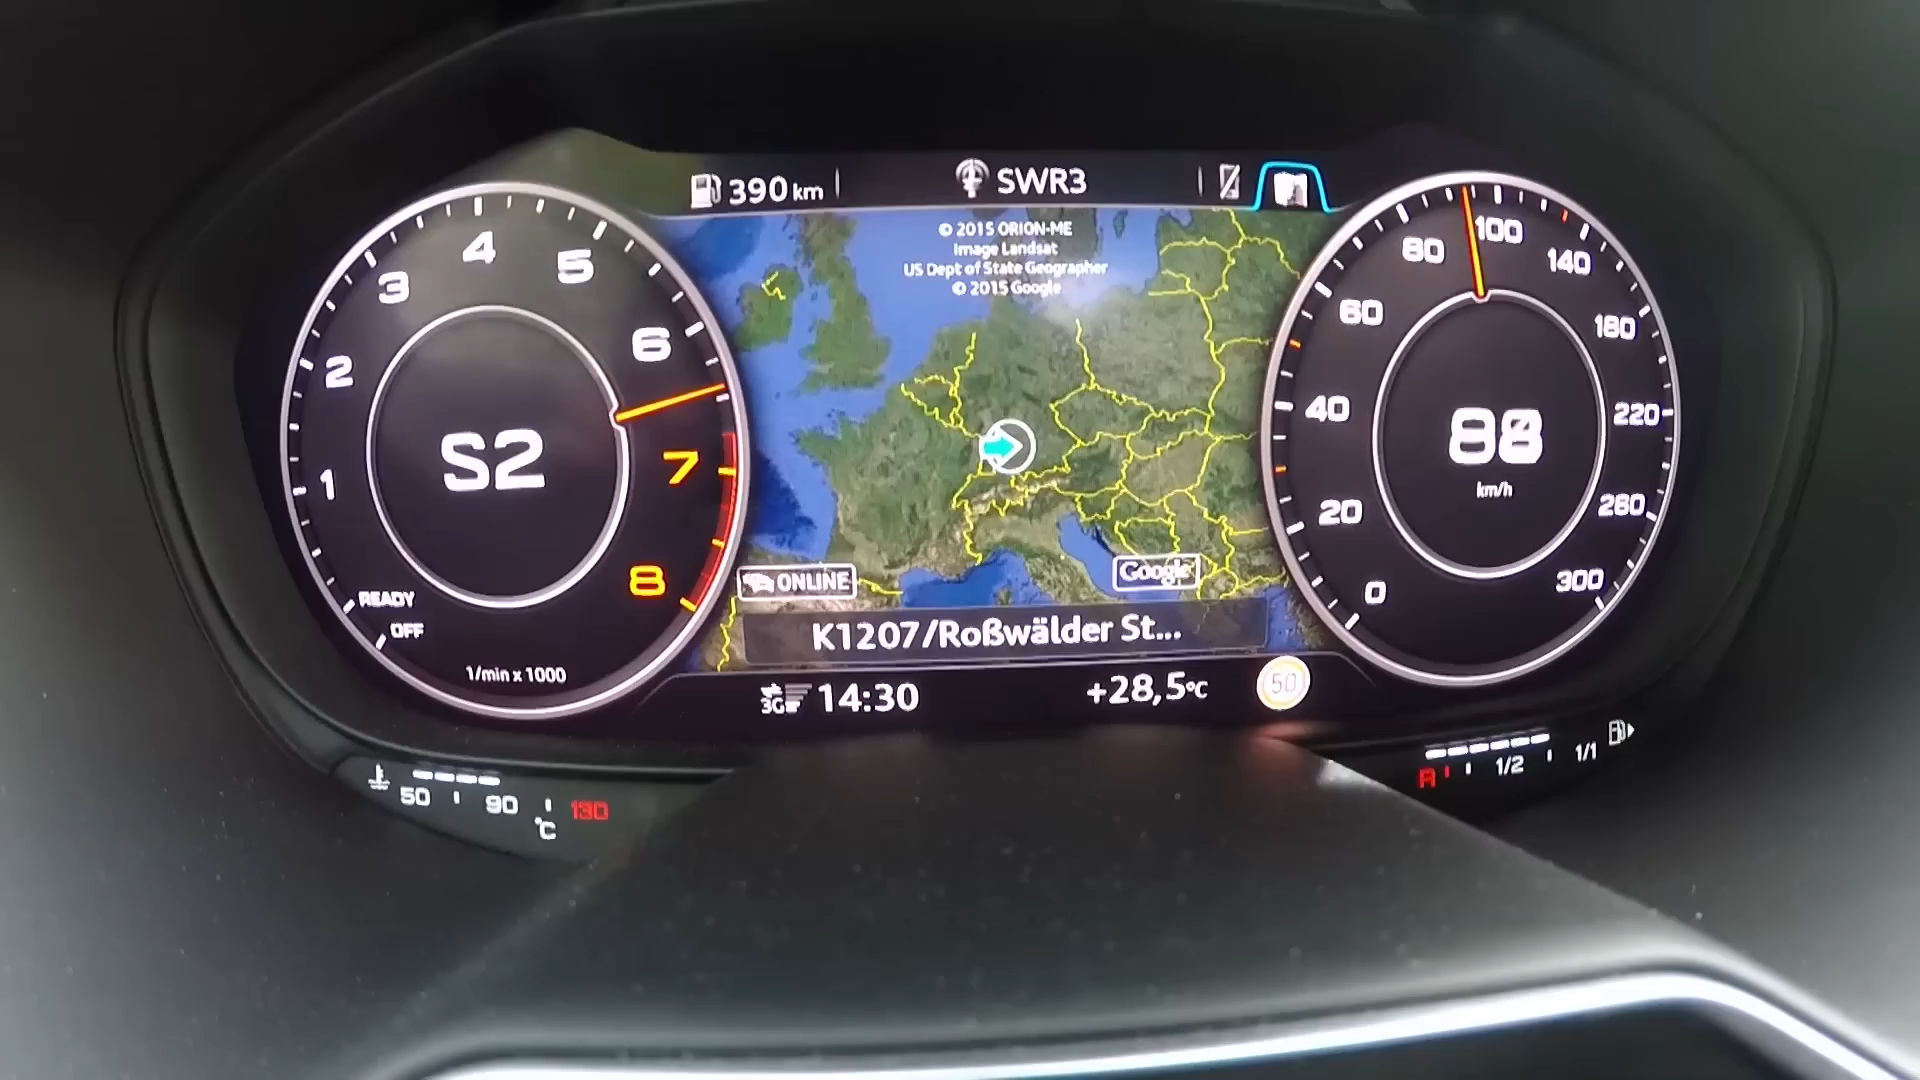 390 km
SWR3
© 2015 ORION-ME
Image Landsat
US Dept of State Geographer
© 2015 Google
1
2
3
4
5
6
7
8
S2
READY
OFF
1/min x 1000
0
20
40
60
80
100
140
180
220
260
300
km/h
ONLINE
Google
K1207/Roßwälder St...
3G
14:30
+28,5°C
50
50
90
130
°C
R
1/2
1/1